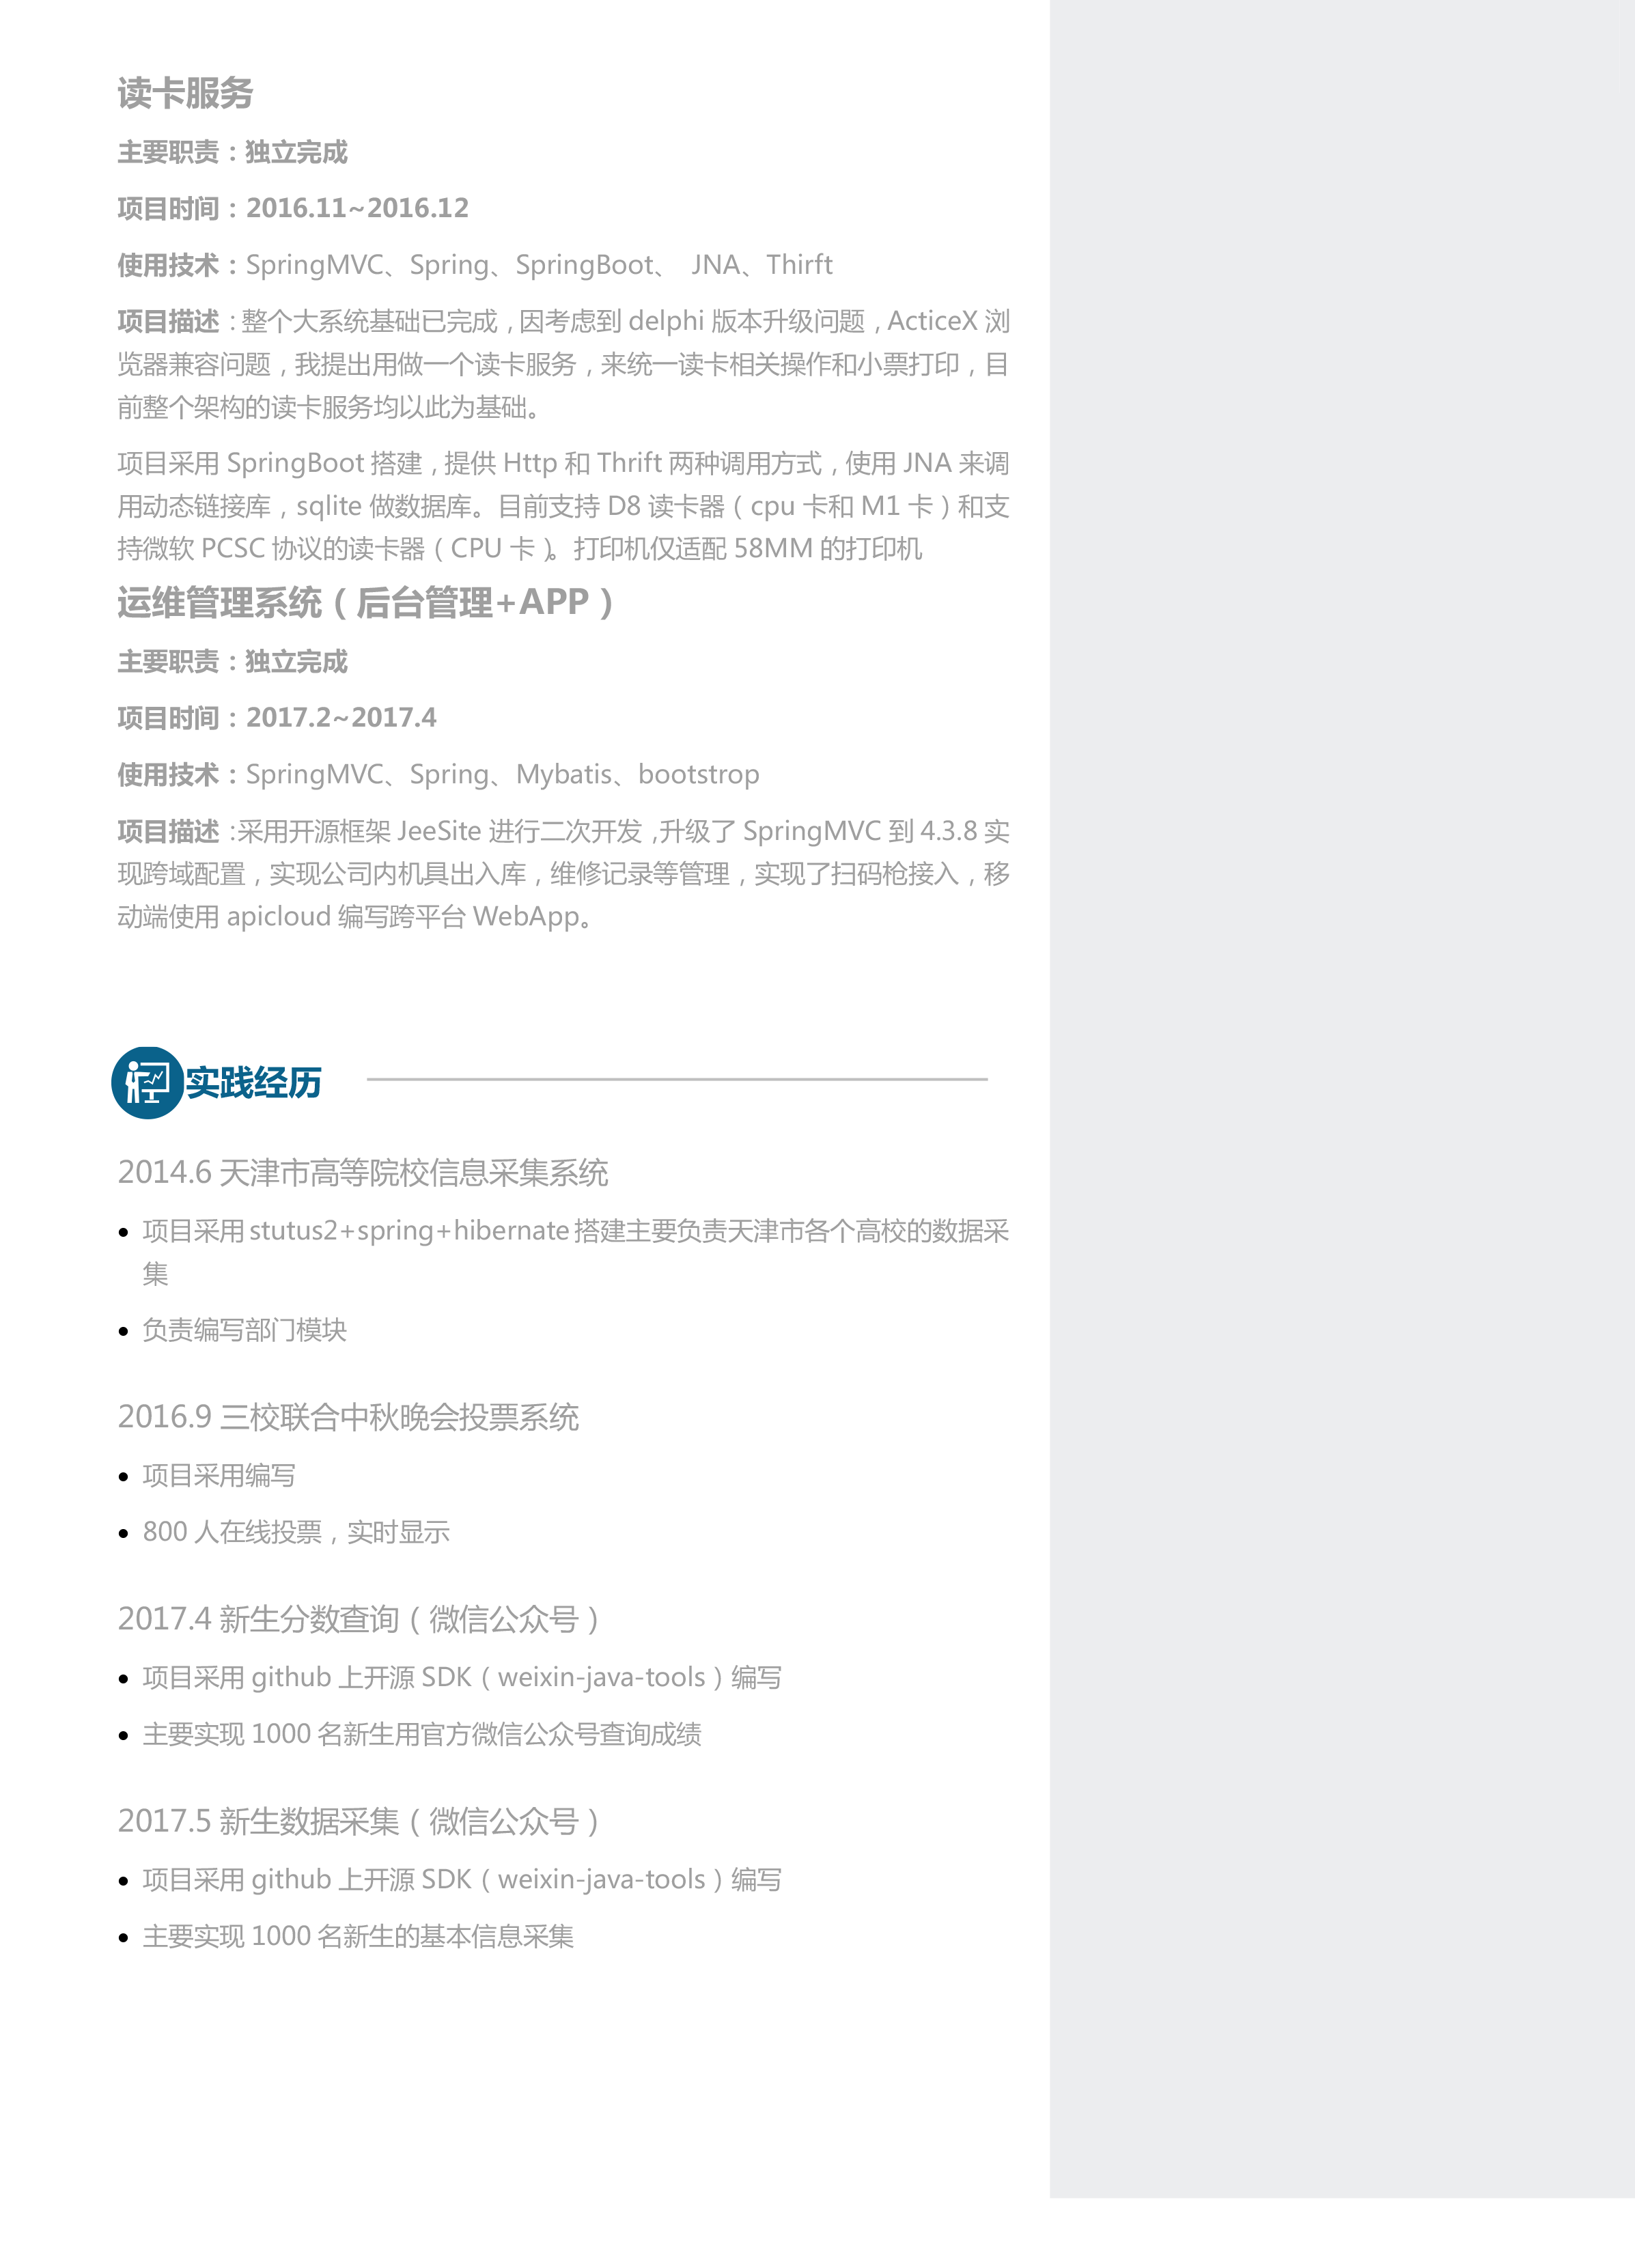 读卡服务
主要职责：独立完成
项目时间：2016.11~2016.12
使用技术：SpringMVC、Spring、SpringBoot、 JNA、Thirft
项目描述：整个大系统基础已完成，因考虑到 delphi 版本升级问题，ActiceX 浏
览器兼容问题，我提出用做一个读卡服务，来统一读卡相关操作和小票打印，目
前整个架构的读卡服务均以此为基础。
项目采用 SpringBoot 搭建，提供 Http 和 Thrift 两种调用方式，使用 JNA 来调
用动态链接库，sqlite 做数据库。目前支持 D8 读卡器（cpu 卡和 M1 卡）和支
持微软 PCSC 协议的读卡器（CPU 卡）。打印机仅适配 58MM 的打印机
运维管理系统（后台管理+APP）
主要职责：独立完成
项目时间：2017.2~2017.4
使用技术：SpringMVC、Spring、Mybatis、bootstrop
项目描述：采用开源框架 JeeSite 进行二次开发，升级了 SpringMVC 到 4.3.8 实
现跨域配置，实现公司内机具出入库，维修记录等管理，实现了扫码枪接入，移
动端使用 apicloud 编写跨平台 WebApp。
实践经历
2014.6 天津市高等院校信息采集系统
● 项目采用 stutus2+spring+hibernate 搭建主要负责天津市各个高校的数据采
集
● 负责编写部门模块
2016.9 三校联合中秋晚会投票系统
● 项目采用编写
● 800 人在线投票，实时显示
2017.4 新生分数查询（微信公众号）
● 项目采用 github 上开源 SDK（weixin-java-tools）编写
● 主要实现 1000 名新生用官方微信公众号查询成绩
2017.5 新生数据采集（微信公众号）
● 项目采用 github 上开源 SDK（weixin-java-tools）编写
● 主要实现 1000 名新生的基本信息采集